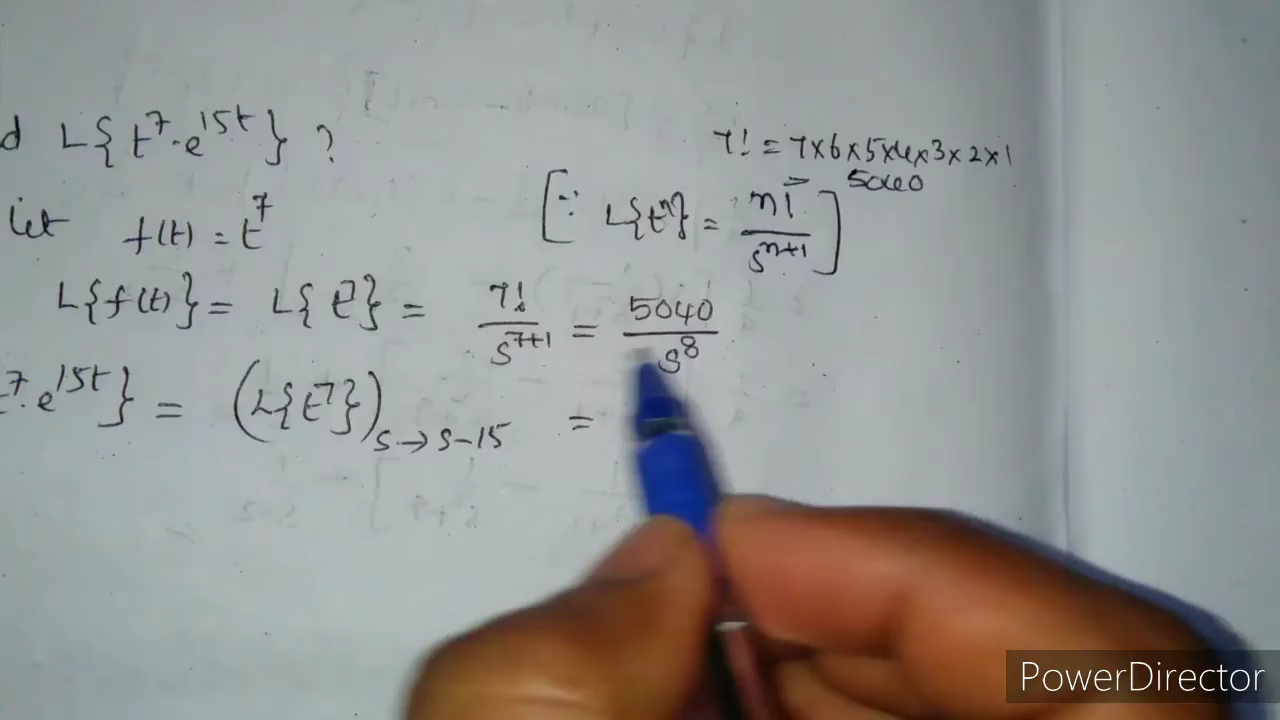 d L{t⁷·e¹⁵ᵗ} ?
7! = 7×6×5×4×3×2×1
5040
let f(t) = t⁷
[∵ L{tⁿ} = n! / sⁿ⁺¹]
L{f(t)} = L{t⁷} = 7! / s⁷⁺¹ = 5040 / s⁸
t⁷·e¹⁵ᵗ} = (L{t⁷})ₛ→ₛ₋₁₅ =
PowerDirector